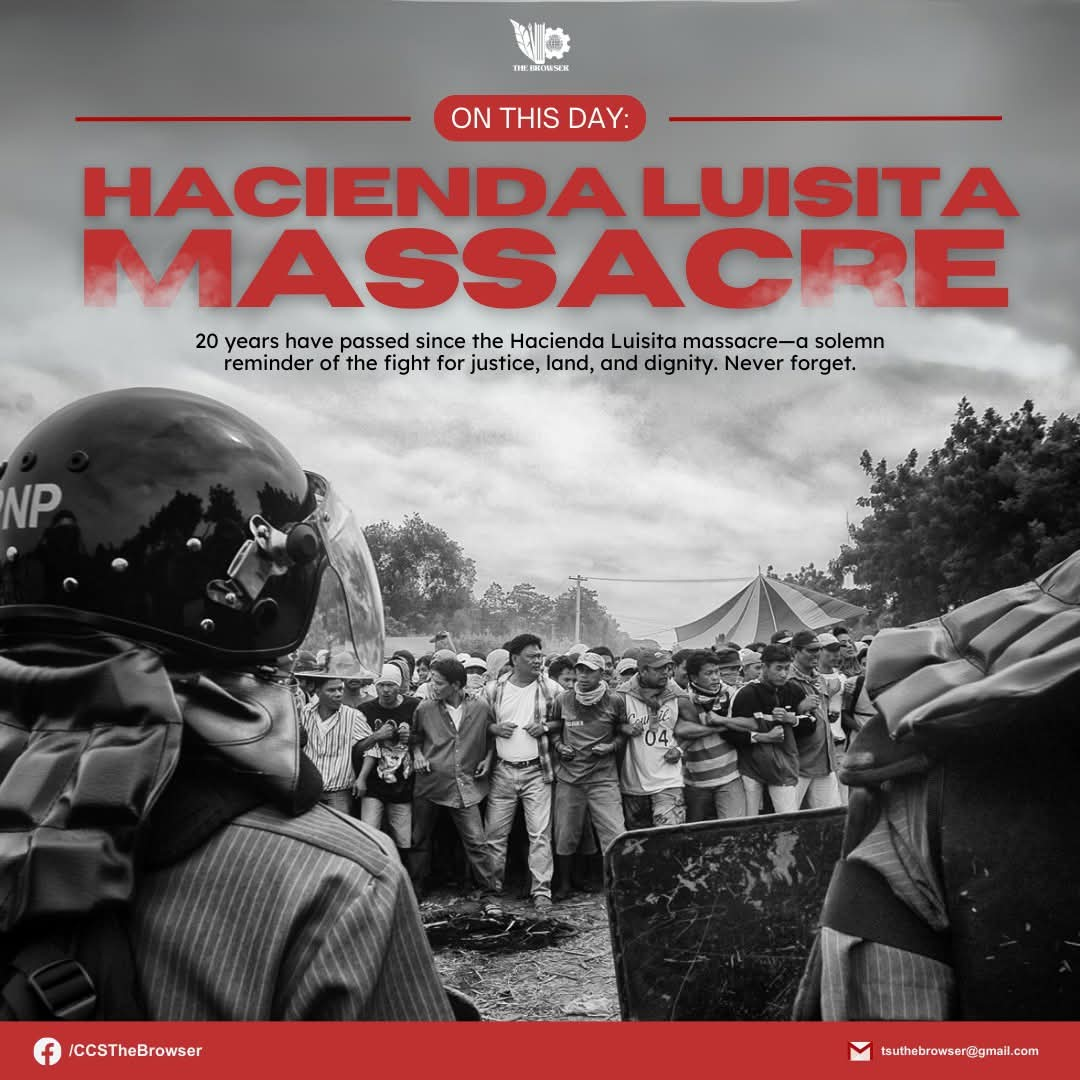 THE BROWSER
ON THIS DAY:
HACIENDA LUISITA
MASSACRE
20 years have passed since the Hacienda Luisita massacre—a solemn
reminder of the fight for justice, land, and dignity. Never forget.
PNP
04
/CCSTheBrowser
tsuthebrowser@gmail.com